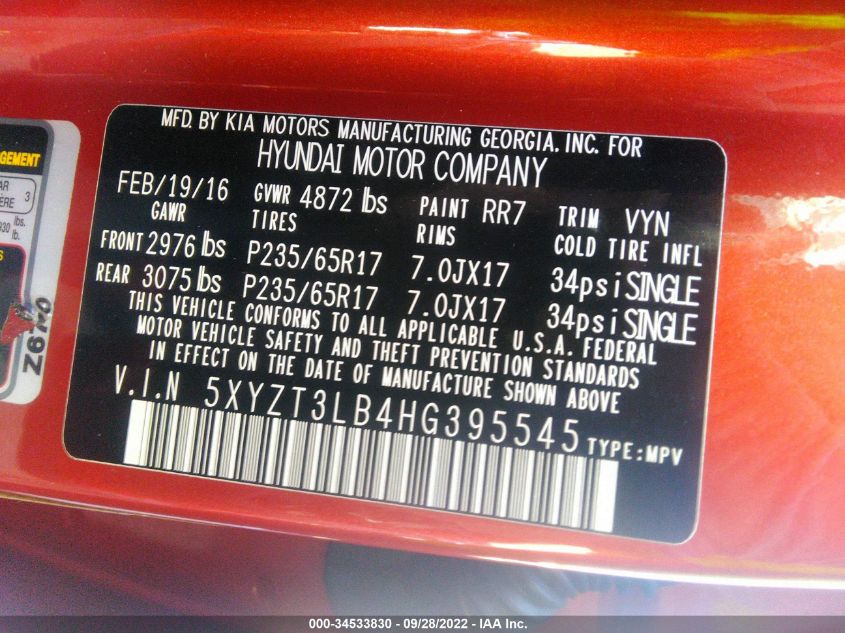 MFD. BY KIA MOTORS MANUFACTURING GEORGIA. INC. FOR
HYUNDAI MOTOR COMPANY
FEB/19/16 GVWR 4872 lbs PAINT RR7 TRIM VYN
GAWR TIRES RIMS COLD TIRE INFL
FRONT 2976 lbs P235/65R17 7.0JX17 34psi SINGLE
REAR 3075 lbs P235/65R17 7.0JX17 34psi SINGLE
THIS VEHICLE CONFORMS TO ALL APPLICABLE U.S.A. FEDERAL
MOTOR VEHICLE SAFETY AND THEFT PREVENTION STANDARDS
IN EFFECT ON THE DATE OF MANUFACTURE SHOWN ABOVE
V.I.N 5XYZT3LB4HG395545 TYPE:MPV
3
lbs.
000-34533830 - 09/28/2022 - IAA Inc.